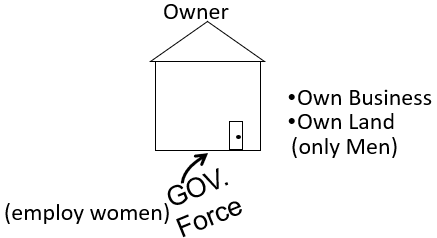 Owner
•Own Business
•Own Land
(only Men)
GOV.
Force
(employ women)